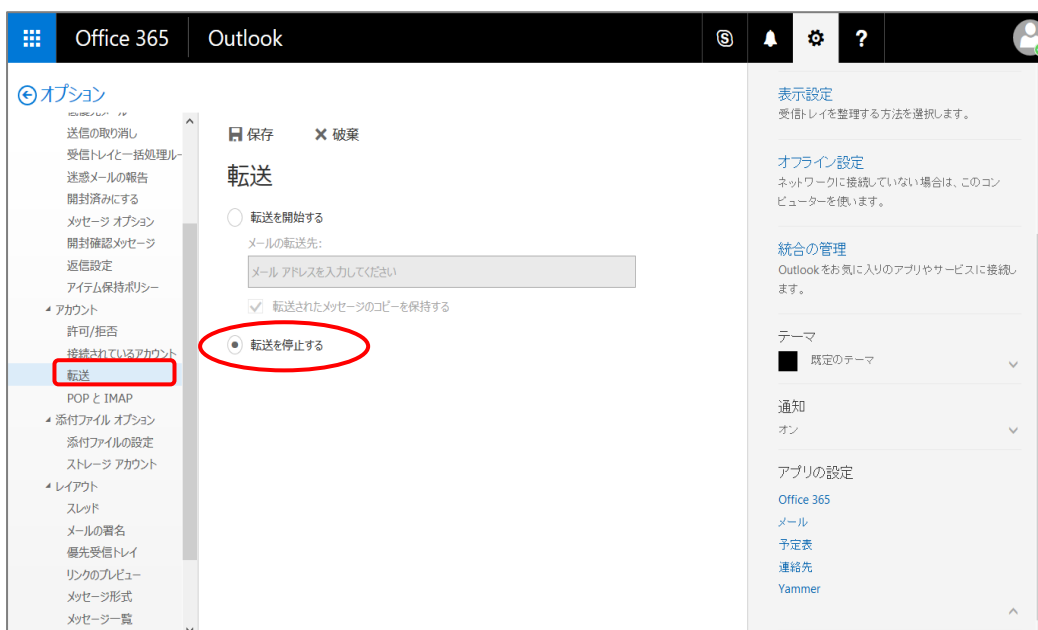 Office 365
Outlook
オプション
送信の取り消し
受信トレイと一括処理ルー
迷惑メールの報告
開封済みにする
メッセージ オプション
開封確認メッセージ
返信設定
アイテム保持ポリシー
アカウント
許可/拒否
接続されているアカウント
転送
POP と IMAP
添付ファイル オプション
添付ファイルの設定
ストレージ アカウント
レイアウト
スレッド
メールの署名
優先受信トレイ
リンクのプレビュー
メッセージ形式
メッセージ一覧
保存
破棄
転送
転送を開始する
メールの転送先:
メール アドレスを入力してください
転送されたメッセージのコピーを保持する
転送を停止する
表示設定
受信トレイを整理する方法を選択します。
オフライン設定
ネットワークに接続していない場合は、このコン
ピューターを使います。
統合の管理
Outlook をお気に入りのアプリやサービスに接続し
ます。
テーマ
既定のテーマ
通知
オン
アプリの設定
Office 365
メール
予定表
連絡先
Yammer